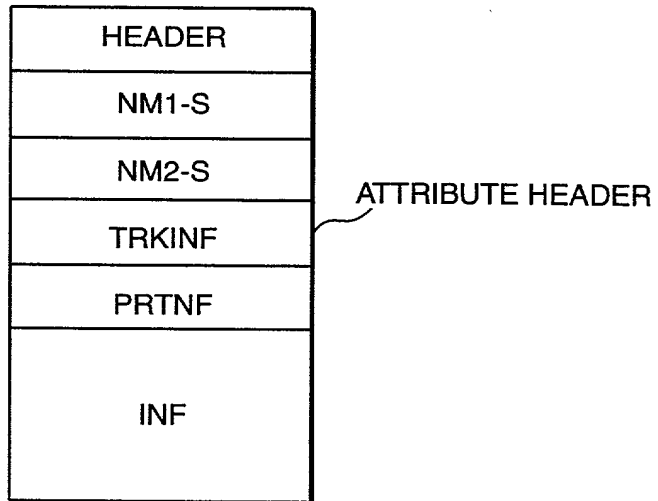 HEADER
NM1-S
NM2-S
ATTRIBUTE HEADER
TRKINF
PRTNF
INF